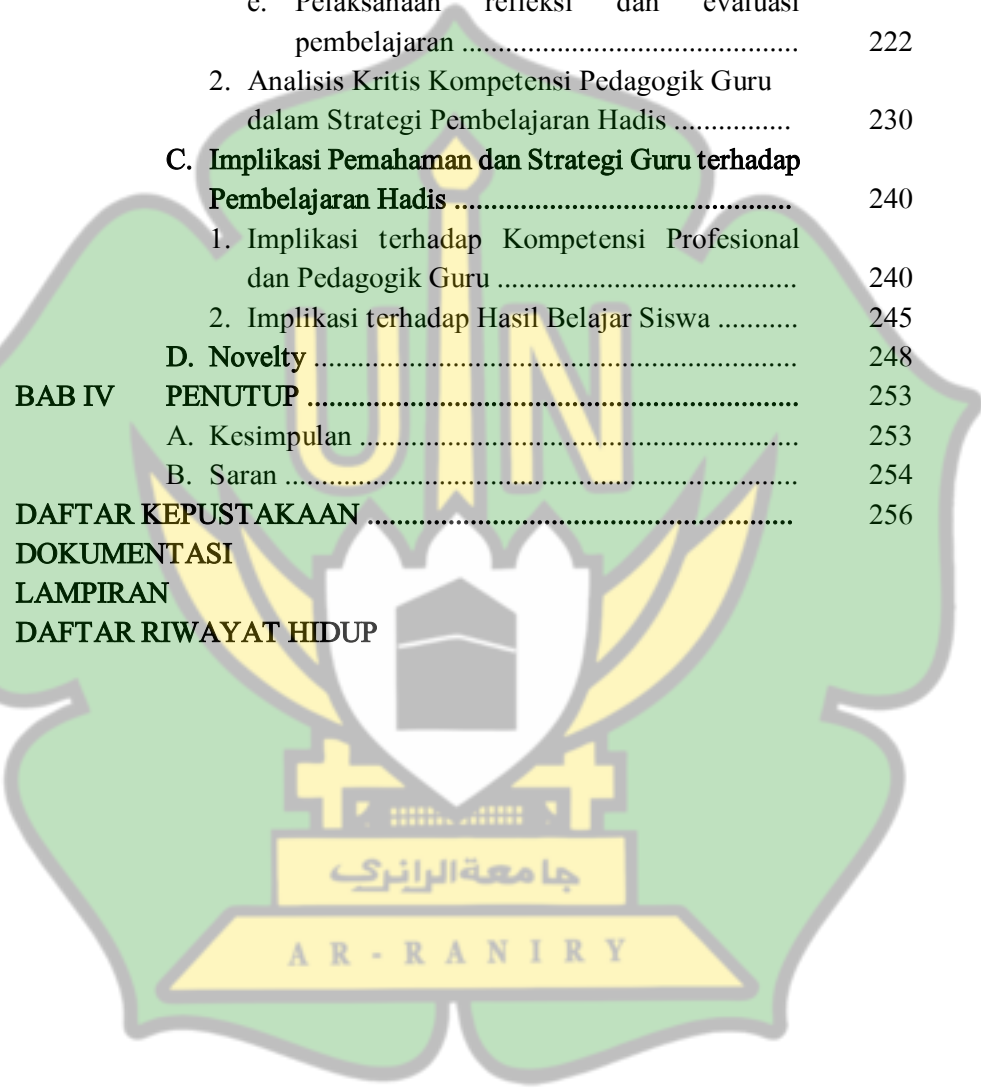 e. Pelaksanaan refleksi dan evaluasi
pembelajaran ................................................ 222
2. Analisis Kritis Kompetensi Pedagogik Guru
dalam Strategi Pembelajaran Hadis ................ 230
C. Implikasi Pemahaman dan Strategi Guru terhadap
Pembelajaran Hadis ................................................ 240
1. Implikasi terhadap Kompetensi Profesional
dan Pedagogik Guru ........................................... 240
2. Implikasi terhadap Hasil Belajar Siswa ........... 245
D. Novelty ..................................................................... 248
BAB IV PENUTUP ...................................................................... 253
A. Kesimpulan ............................................................... 253
B. Saran ......................................................................... 254
DAFTAR KEPUSTAKAAN ............................................................. 256
DOKUMENTASI
LAMPIRAN
DAFTAR RIWAYAT HIDUP
UIN
جامعة الرانري
AR-RANIRY